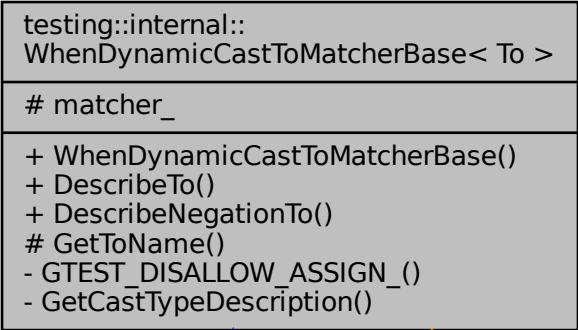 testing::internal::
WhenDynamicCastToMatcherBase< To >
# matcher_
+ WhenDynamicCastToMatcherBase()
+ DescribeTo()
+ DescribeNegationTo()
# GetToName()
- GTEST_DISALLOW_ASSIGN_()
- GetCastTypeDescription()